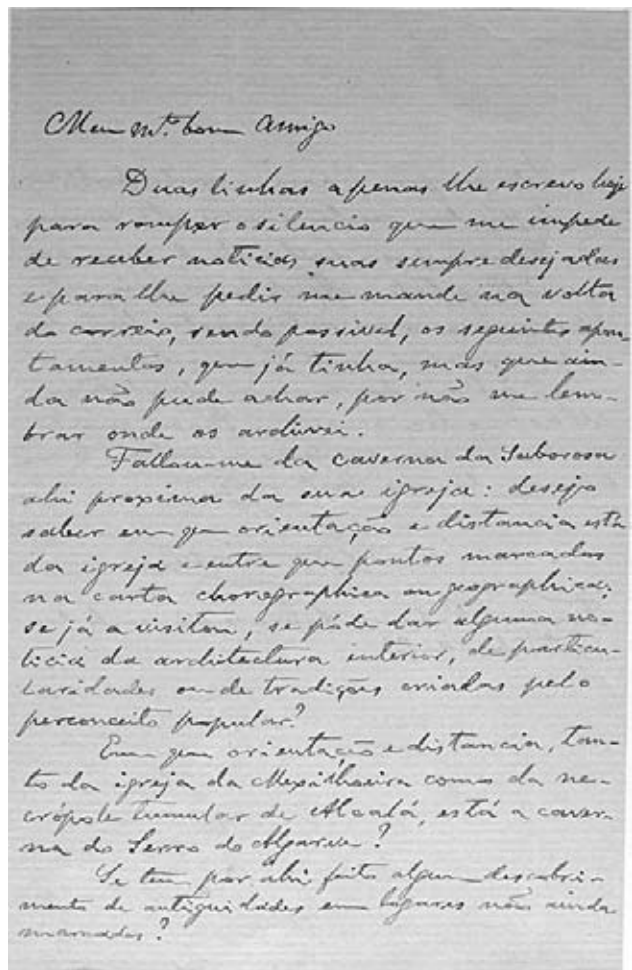 Meu m.to bom Amigo
Duas linhas apenas lhe escrevo hoje
para romper o silencio que me impede
de receber noticias suas sempre desejadas
e para lhe pedir me mande na volta
do correio, sendo possivel, os seguintes apon-
tamentos, que já tinha, mas que ain-
da não pude achar, por não me lem-
brar onde os archivei.
Fallou-me da caverna da
ahi proxima da sua igreja: desejo
saber em que orientação e distancia está
da igreja e entre que pontos marcados
na carta chorographica ou geographica;
se já a visitou, se póde dar alguma no-
ticia da architectura interior, de particu-
laridades ou de tradições criadas pelo
perconceito popular?
Em que orientação e distancia, tan-
to da igreja da Mexilhoeira como da ne-
crópole tumular de Alcalá, está a caver-
na do Serro do Algarve?
Se tem por ahi feito algum descobri-
mento de antiguidades em logares não ainda
marcados?